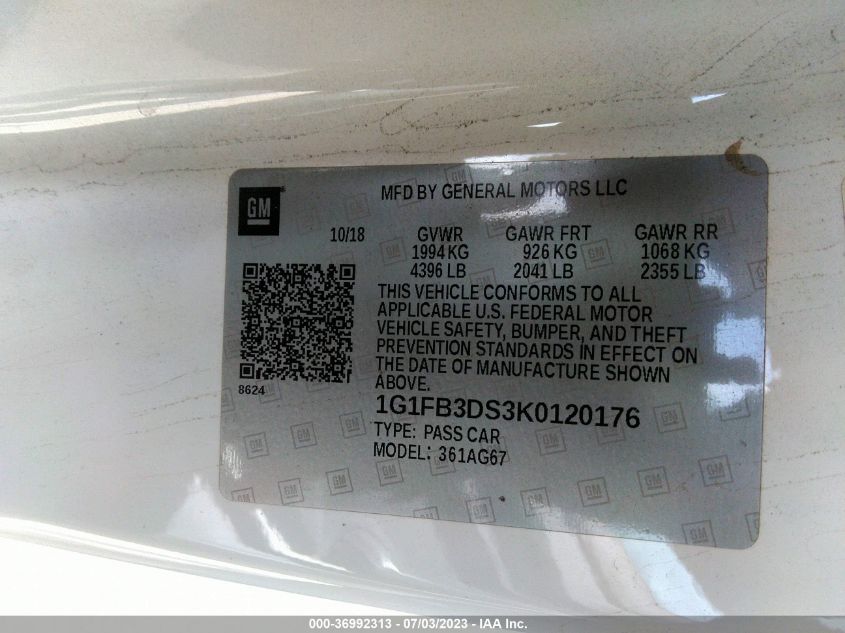 GM
MFD BY GENERAL MOTORS LLC
10/18 GVWR GAWR FRT GAWR RR
1994 KG 926 KG 1068 KG
4396 LB 2041 LB 2355 LB
THIS VEHICLE CONFORMS TO ALL
APPLICABLE U.S. FEDERAL MOTOR
VEHICLE SAFETY, BUMPER, AND THEFT
PREVENTION STANDARDS IN EFFECT ON
THE DATE OF MANUFACTURE SHOWN
ABOVE.
8624
1G1FB3DS3K0120176
TYPE: PASS CAR
MODEL: 361AG67
000-36992313 - 07/03/2023 - IAA Inc.